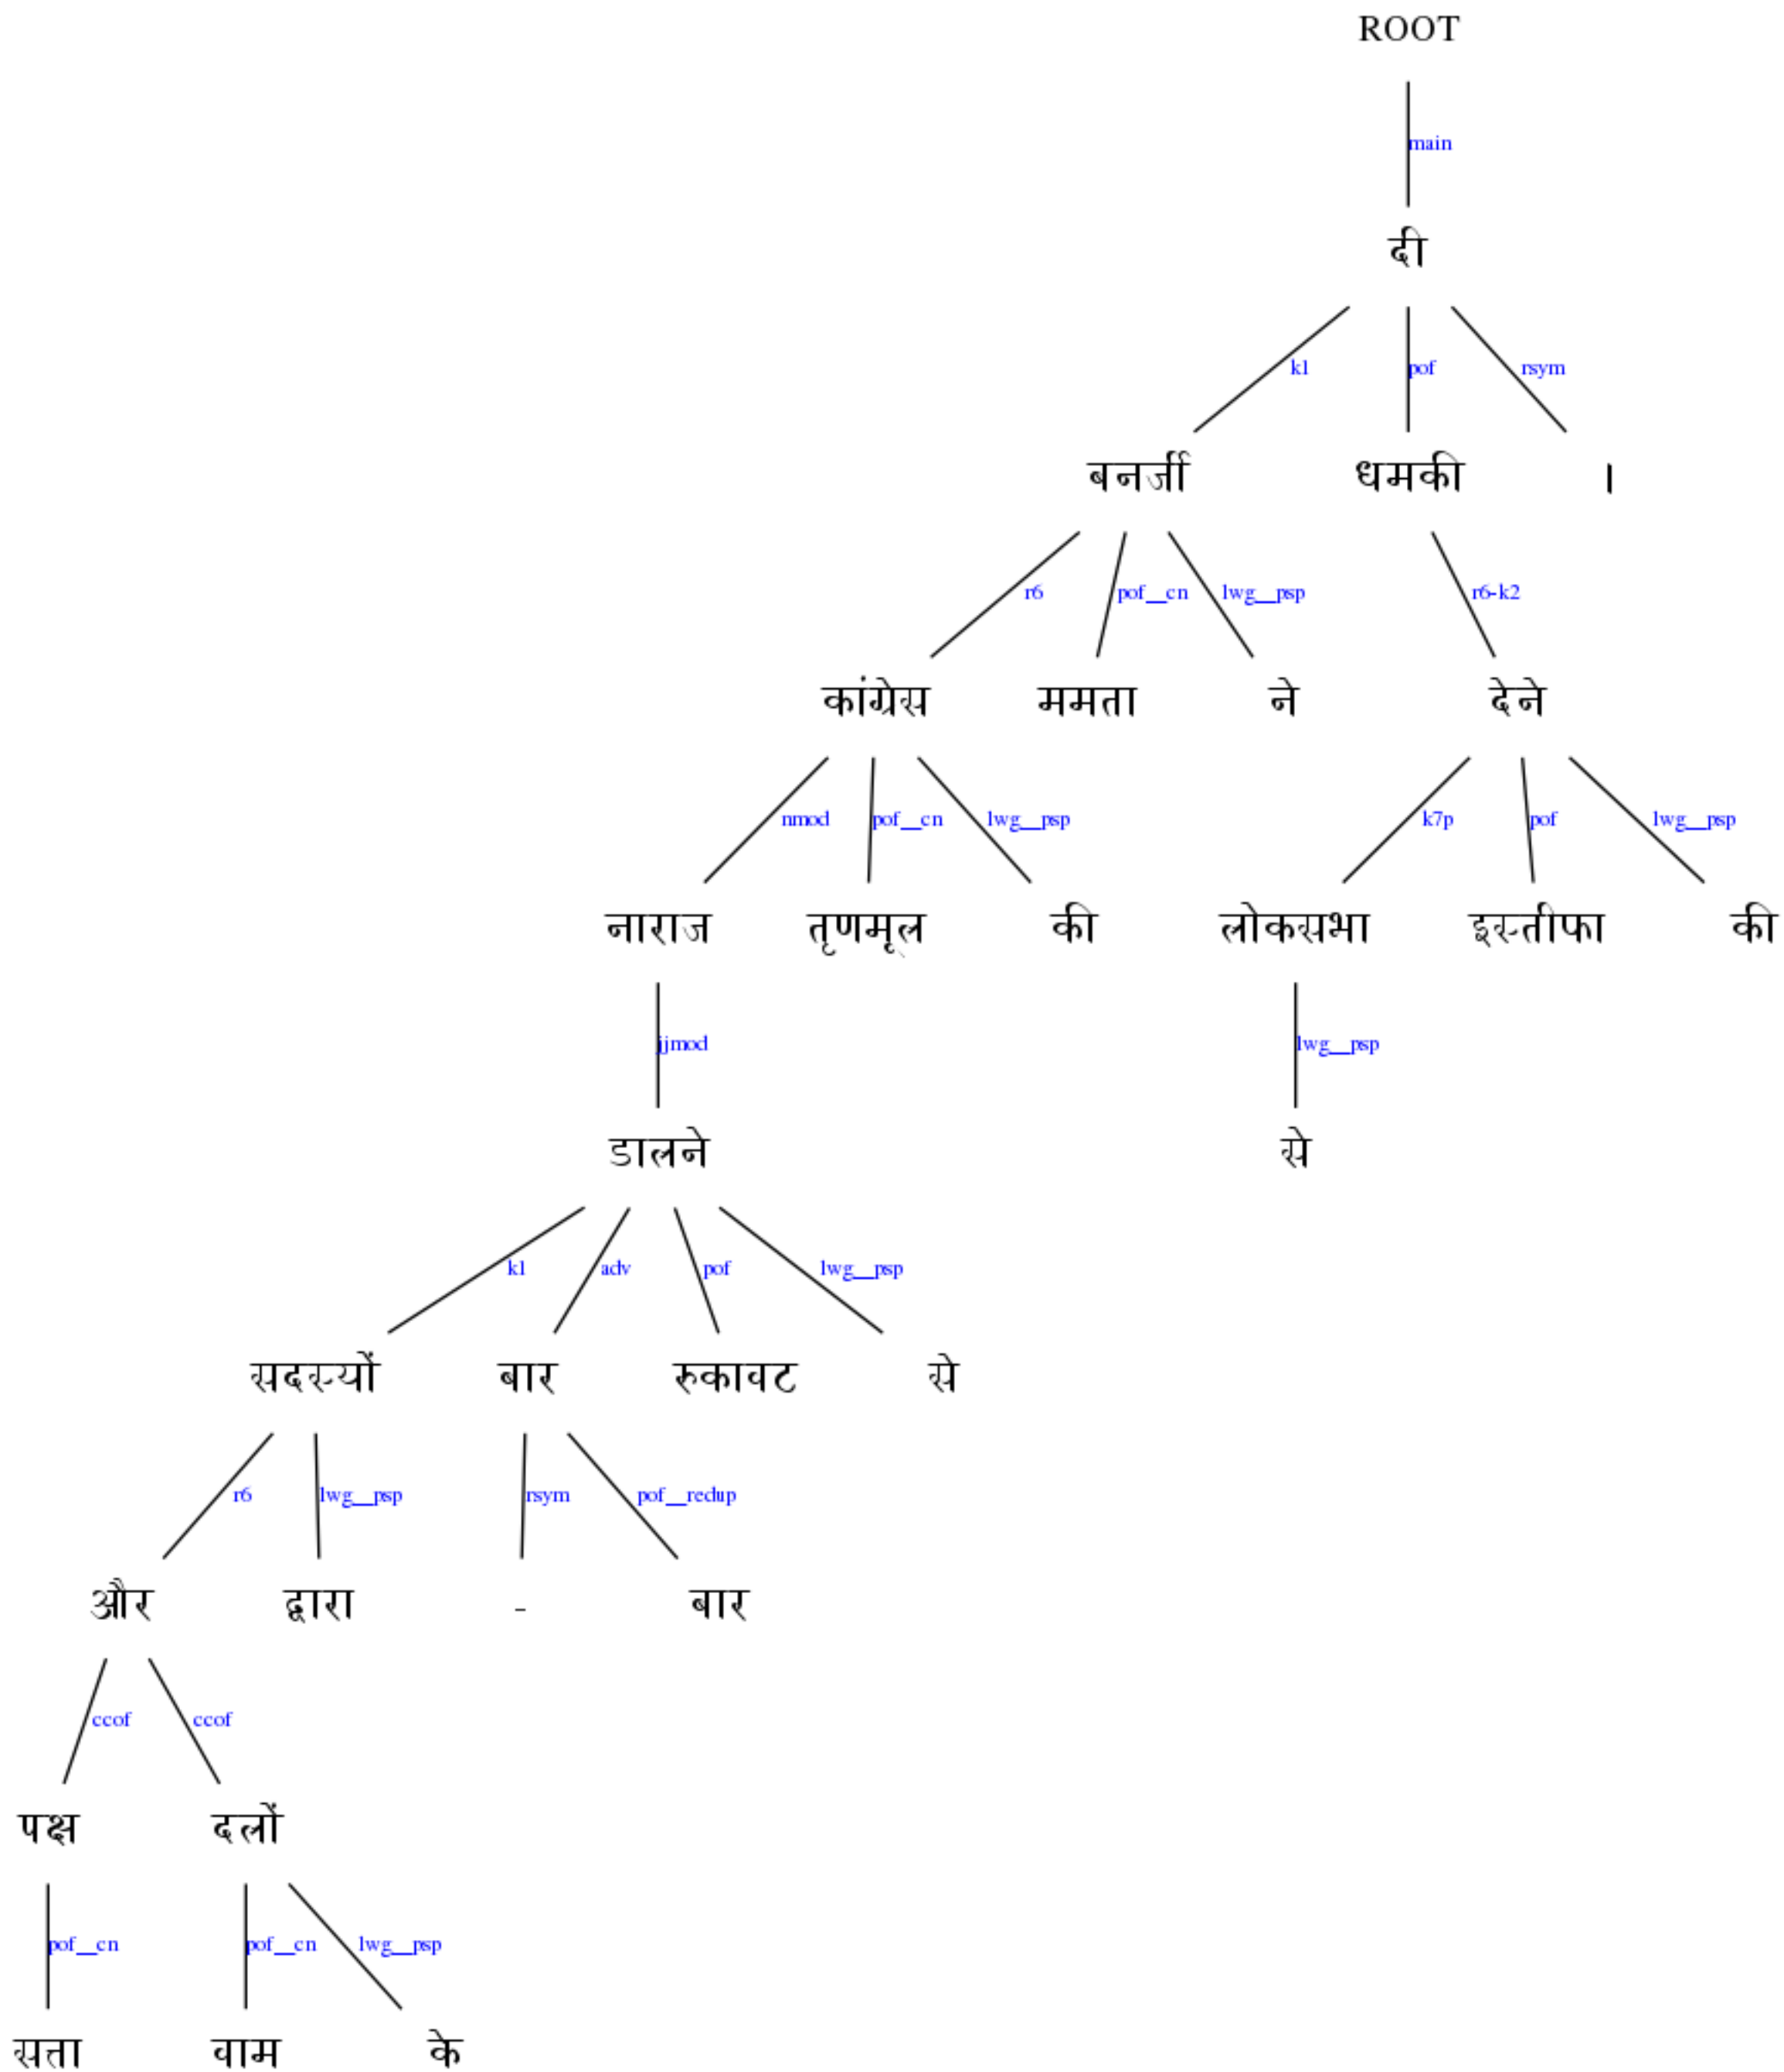 ROOT
main
दी
k1 pof rsym
बनर्जी धमकी ।
r6 pof__cn lwg__psp r6-k2
कांग्रेस ममता ने देने
nmod pof__cn lwg__psp k7p pof lwg__psp
नाराज तृणमूल की लोकसभा इस्तीफा की
jjmod lwg__psp
डालने से
k1 adv pof lwg__psp
सदस्यों बार रुकावट से
r6 lwg__psp rsym pof__redup
और द्वारा - बार
ccof ccof
पक्ष दलों
pof__cn pof__cn lwg__psp
सत्ता वाम के